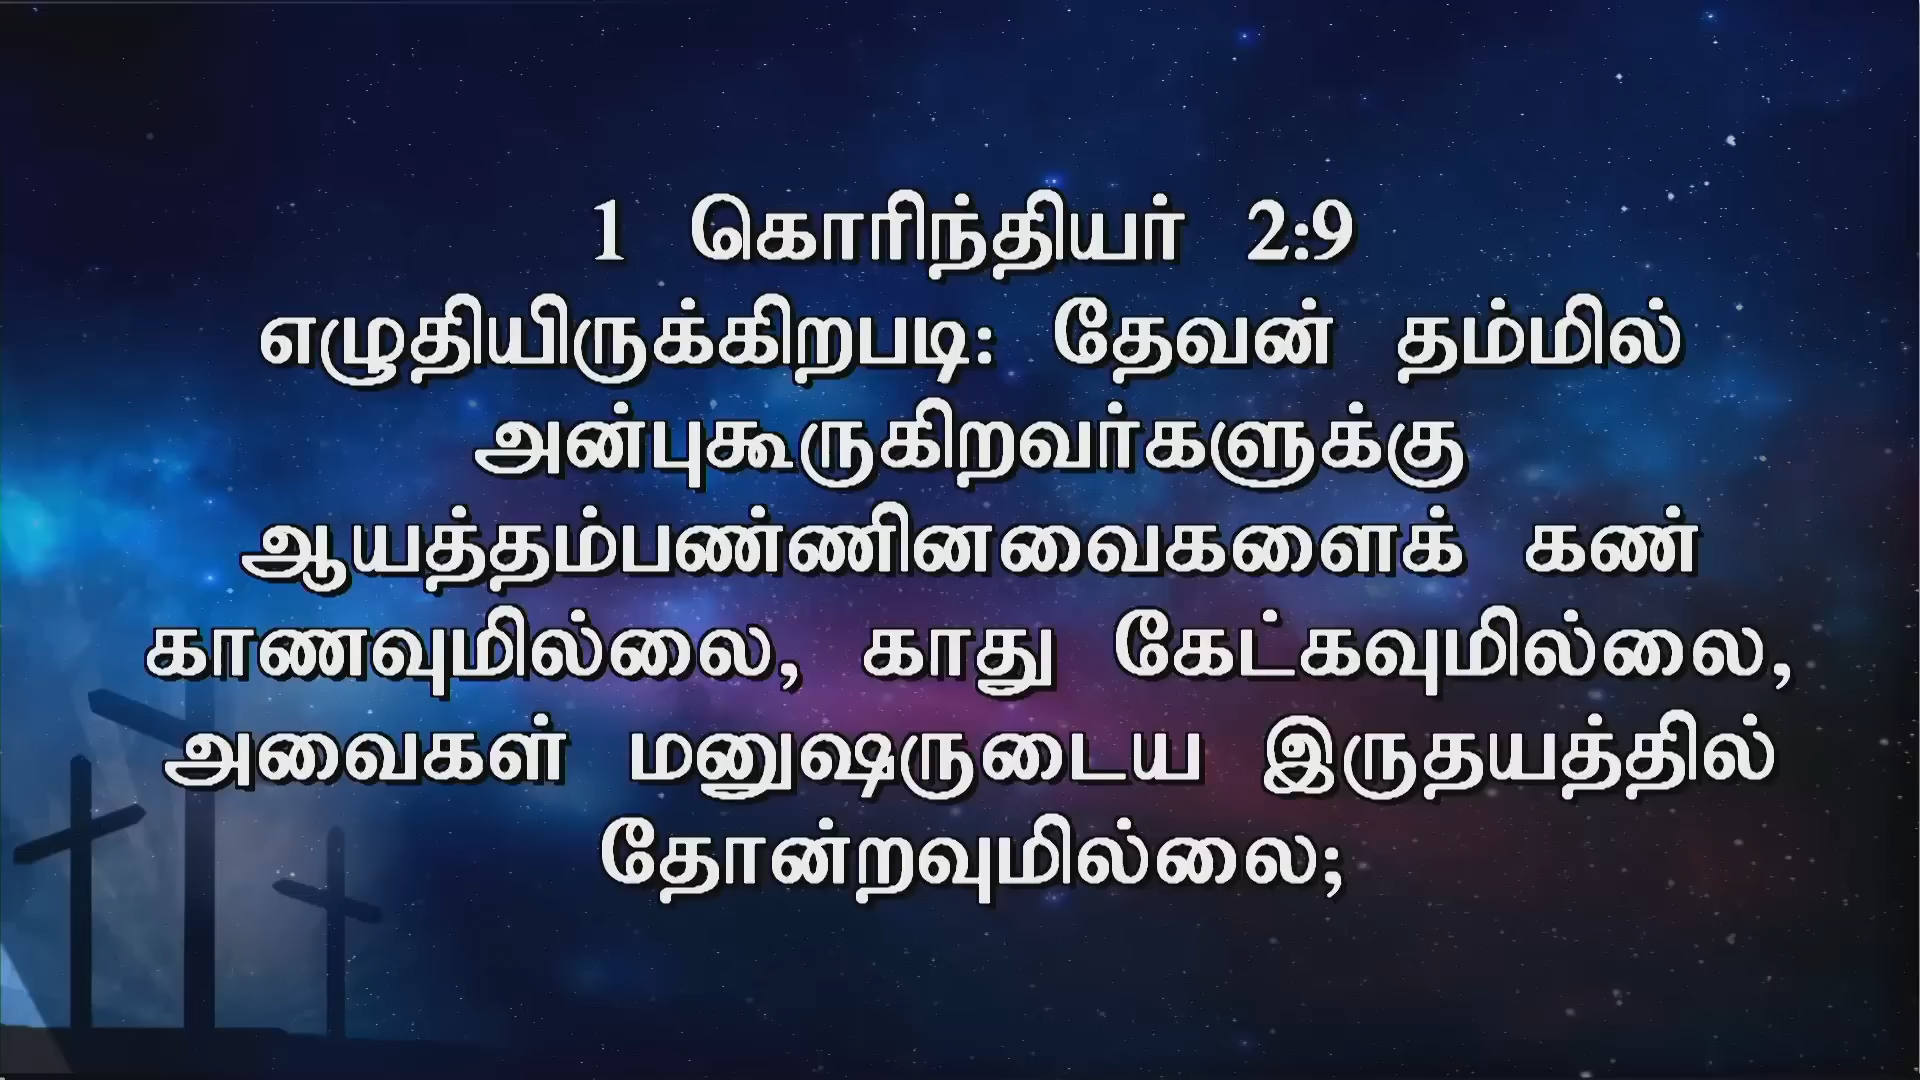 1 கொரிந்தியர் 2:9
எழுதியிருக்கிறபடி: தேவன் தம்மில்
அன்புகூருகிறவர்களுக்கு
ஆயத்தம்பண்ணினவைகளைக் கண்
காணவுமில்லை, காது கேட்கவுமில்லை,
அவைகள் மனுஷருடைய இருதயத்தில்
தோன்றவுமில்லை;